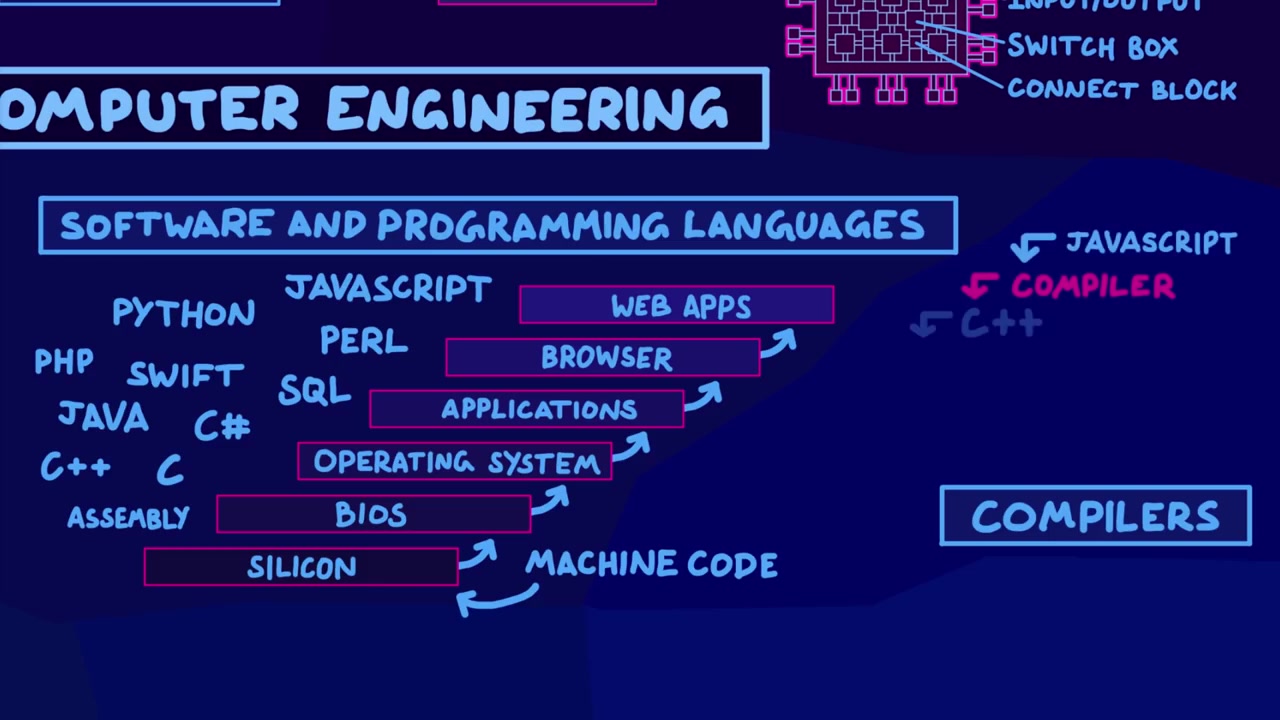 INPUT/OUTPUT
SWITCH BOX
CONNECT BLOCK
OMPUTER ENGINEERING
SOFTWARE AND PROGRAMMING LANGUAGES
JAVASCRIPT
PYTHON
PERL
PHP
SWIFT
SQL
JAVA
C#
C++
C
ASSEMBLY
WEB APPS
BROWSER
APPLICATIONS
OPERATING SYSTEM
BIOS
SILICON
MACHINE CODE
JAVASCRIPT
COMPILER
C++
COMPILERS